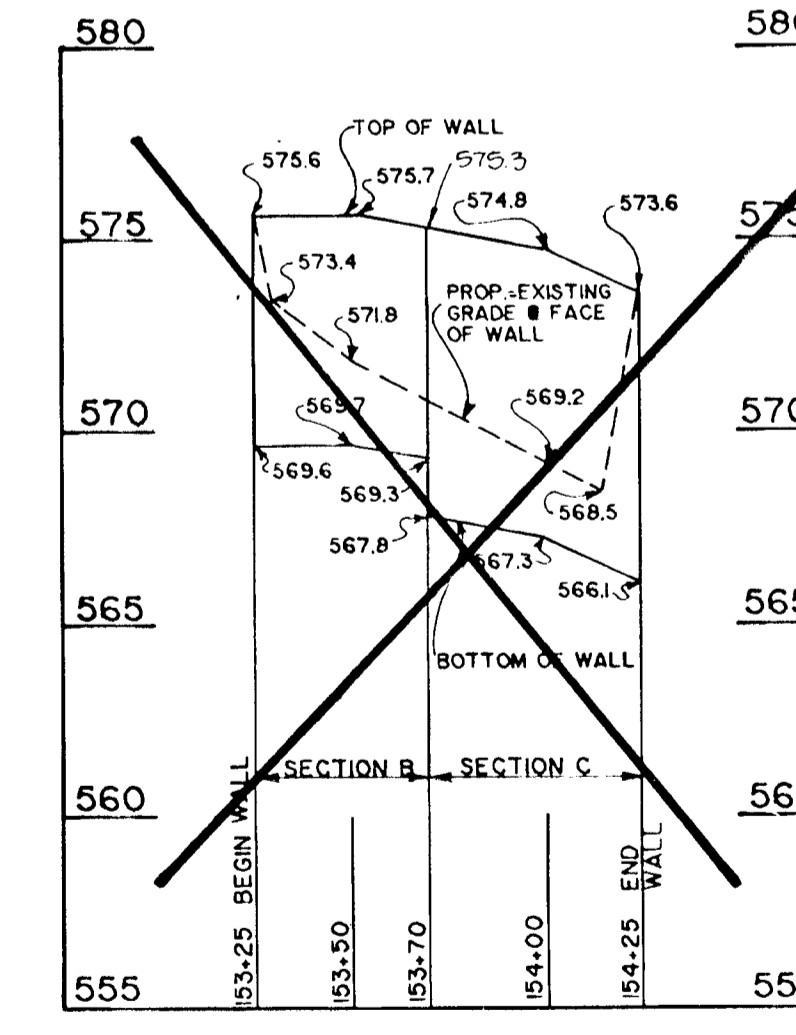 580
580
TOP OF WALL
575.6
575.7
575.3
574.8
573.6
575
573.4
PROP.=EXISTING
GRADE @ FACE
OF WALL
571.8
570
569.7
569.2
569.6
569.3
568.5
567.8
567.3
566.1
565
565
BOTTOM OF WALL
SECTION B
SECTION C
560
153+25 BEGIN WALL
153+50
153+70
154+00
154+25 END
WALL
555